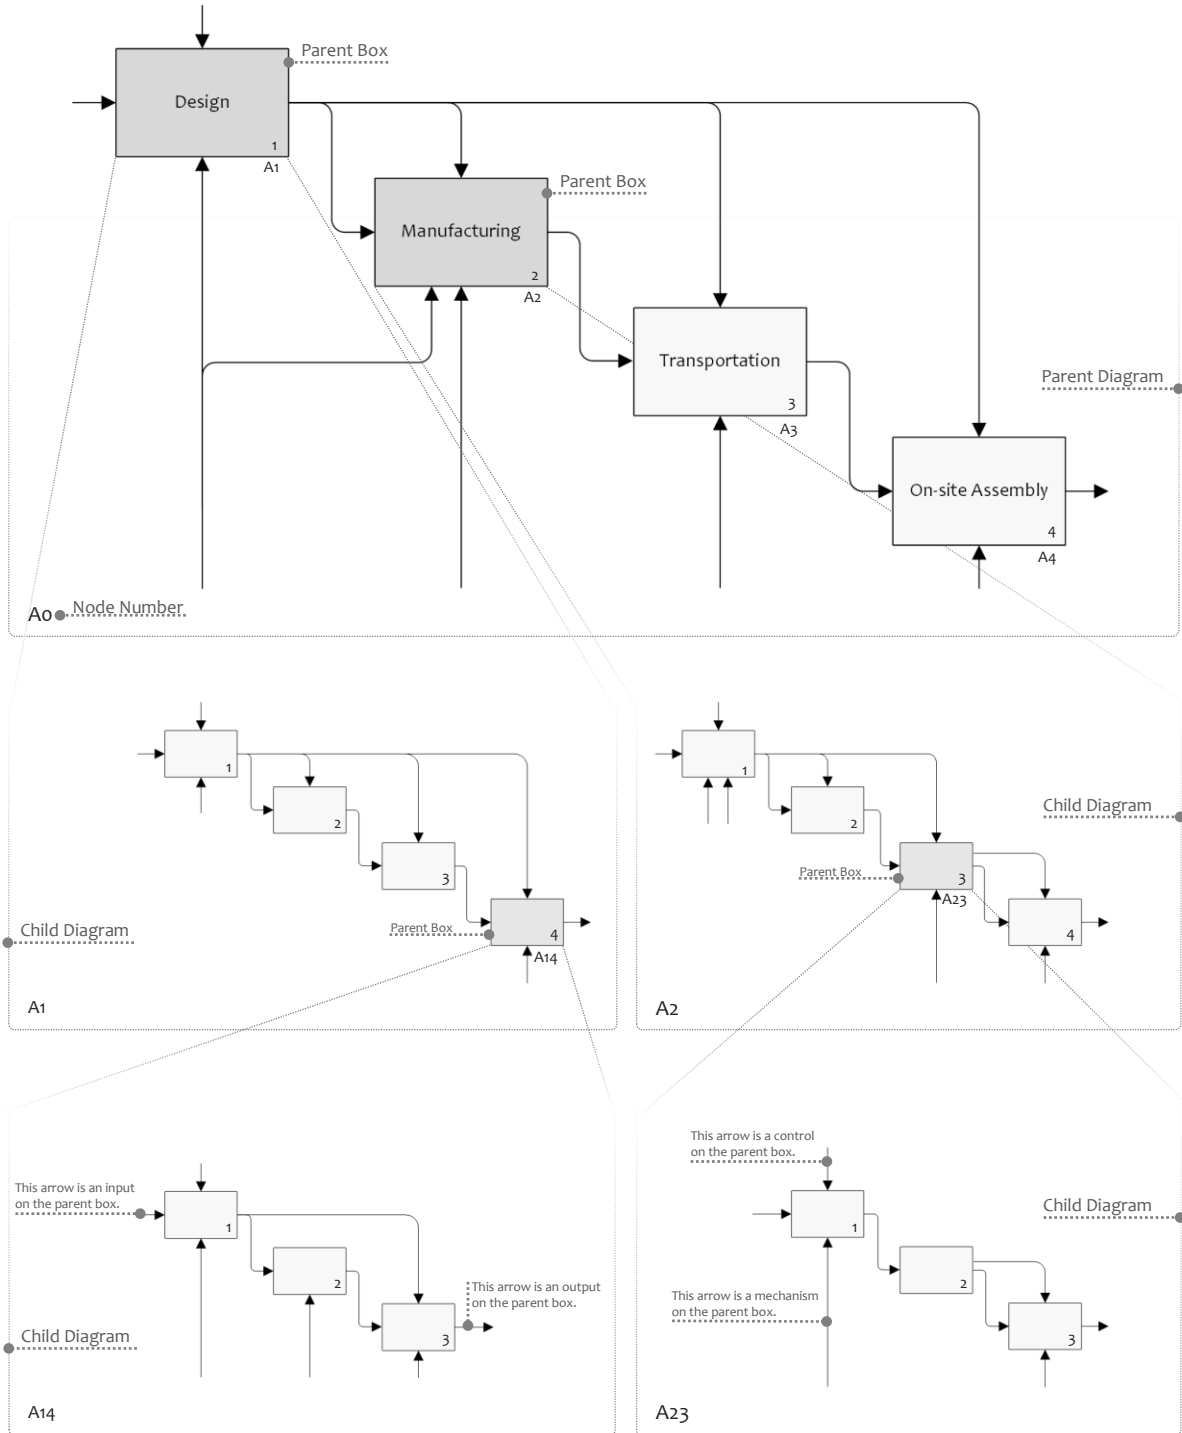 Parent Box
Design
1
A1
Parent Box
Manufacturing
2
A2
Transportation
3
A3
Parent Diagram
On-site Assembly
4
A4
A0
Node Number
1
2
3
Parent Box
4
A14
Child Diagram
A1
1
2
Child Diagram
Parent Box
3
A23
4
A2
This arrow is an input
on the parent box.
1
2
This arrow is an output
on the parent box.
3
Child Diagram
A14
This arrow is a control
on the parent box.
1
Child Diagram
2
This arrow is a mechanism
on the parent box.
3
A23